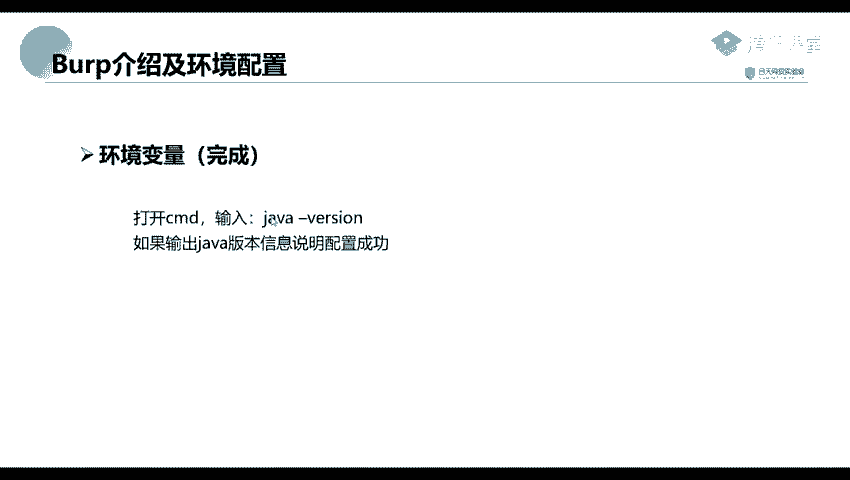 Burp介绍及环境配置
➢ 环境变量（完成）
打开cmd，输入：java –version
如果输出java版本信息说明配置成功